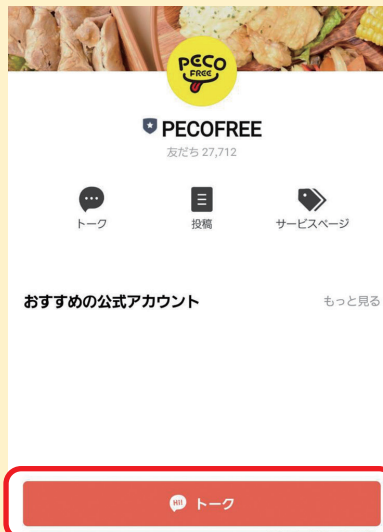 PECO
FREE
PECOFREE
友だち 27,712
トーク
投稿
サービスページ
おすすめの公式アカウント
もっと見る
HI! トーク